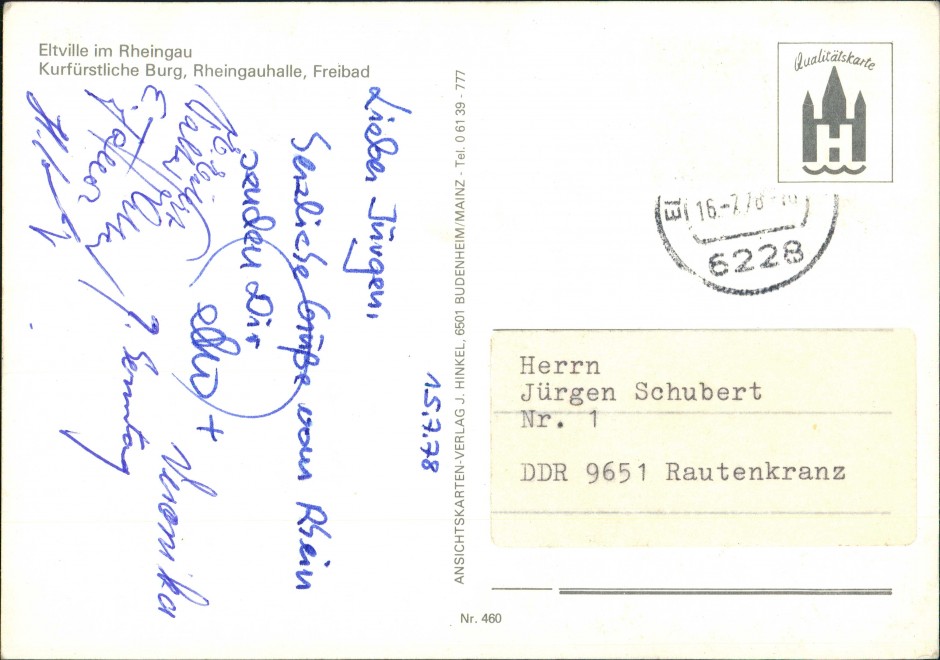 Eltville im Rheingau
Kurfürstliche Burg, Rheingauhalle, Freibad
Lieber Jürgen,
herzliche Grüße vom Rhein
senden Dir
+ Veronika
J. Sonntag
15.7.78
ANSICHTSKARTEN-VERLAG J. HINKEL, 6501 BUDENHEIM/MAINZ - Tel. 0 61 39 - 777
Nr. 460
Qualitätskarte
16.-7.78
6228
Herrn
Jürgen Schubert
Nr. 1
DDR 9651 Rautenkranz